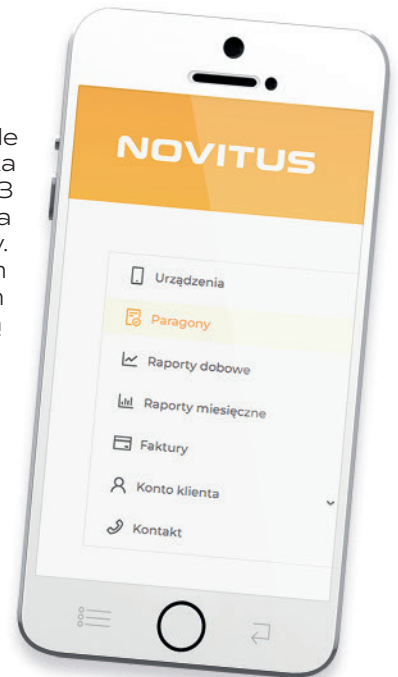 NOVITUS
Urządzenia
Paragony
Raporty dobowe
Raporty miesięczne
Faktury
Konto klienta
Kontakt